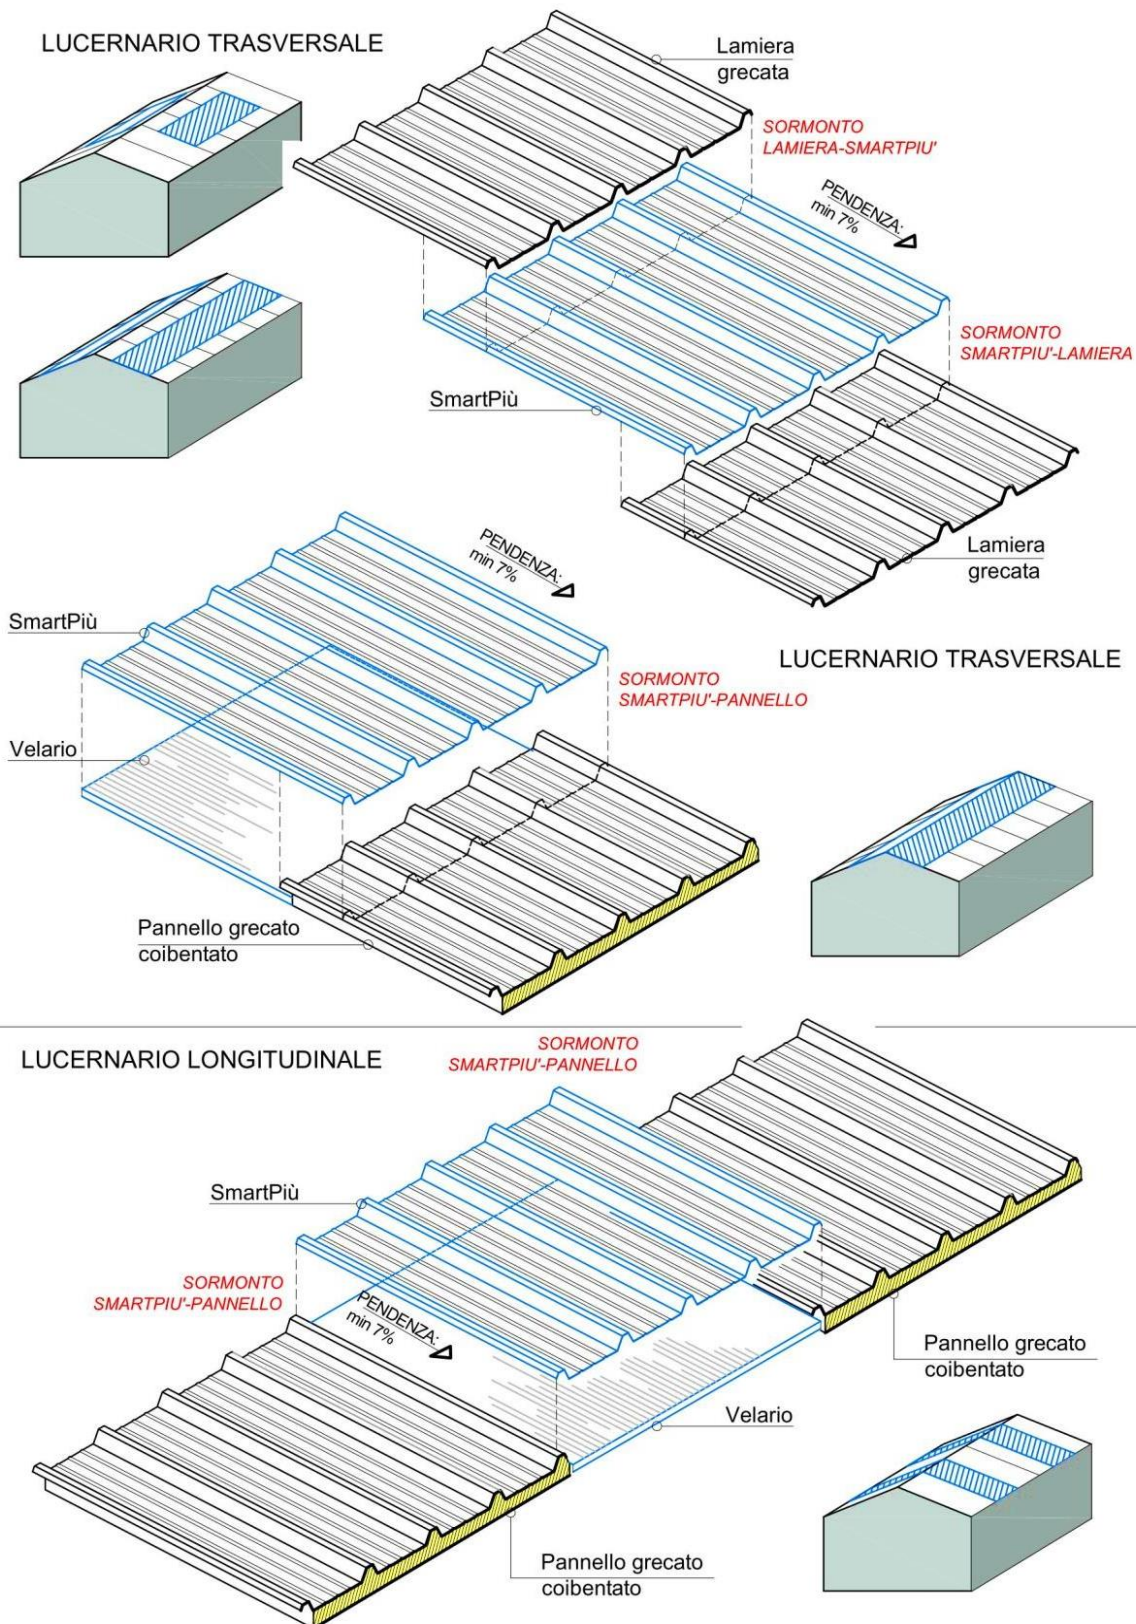 LUCERNARIO TRASVERSALE
Lamiera
grecata
SORMONTO
LAMIERA-SMARTPIU'
PENDENZA:
min 7%
SORMONTO
SMARTPIU'-LAMIERA
SmartPiù
Lamiera
grecata
PENDENZA:
min 7%
SmartPiù
LUCERNARIO TRASVERSALE
SORMONTO
SMARTPIU'-PANNELLO
Velario
Pannello grecato
coibentato
LUCERNARIO LONGITUDINALE
SORMONTO
SMARTPIU'-PANNELLO
SmartPiù
SORMONTO
SMARTPIU'-PANNELLO
PENDENZA:
min 7%
Pannello grecato
coibentato
Velario
Pannello grecato
coibentato